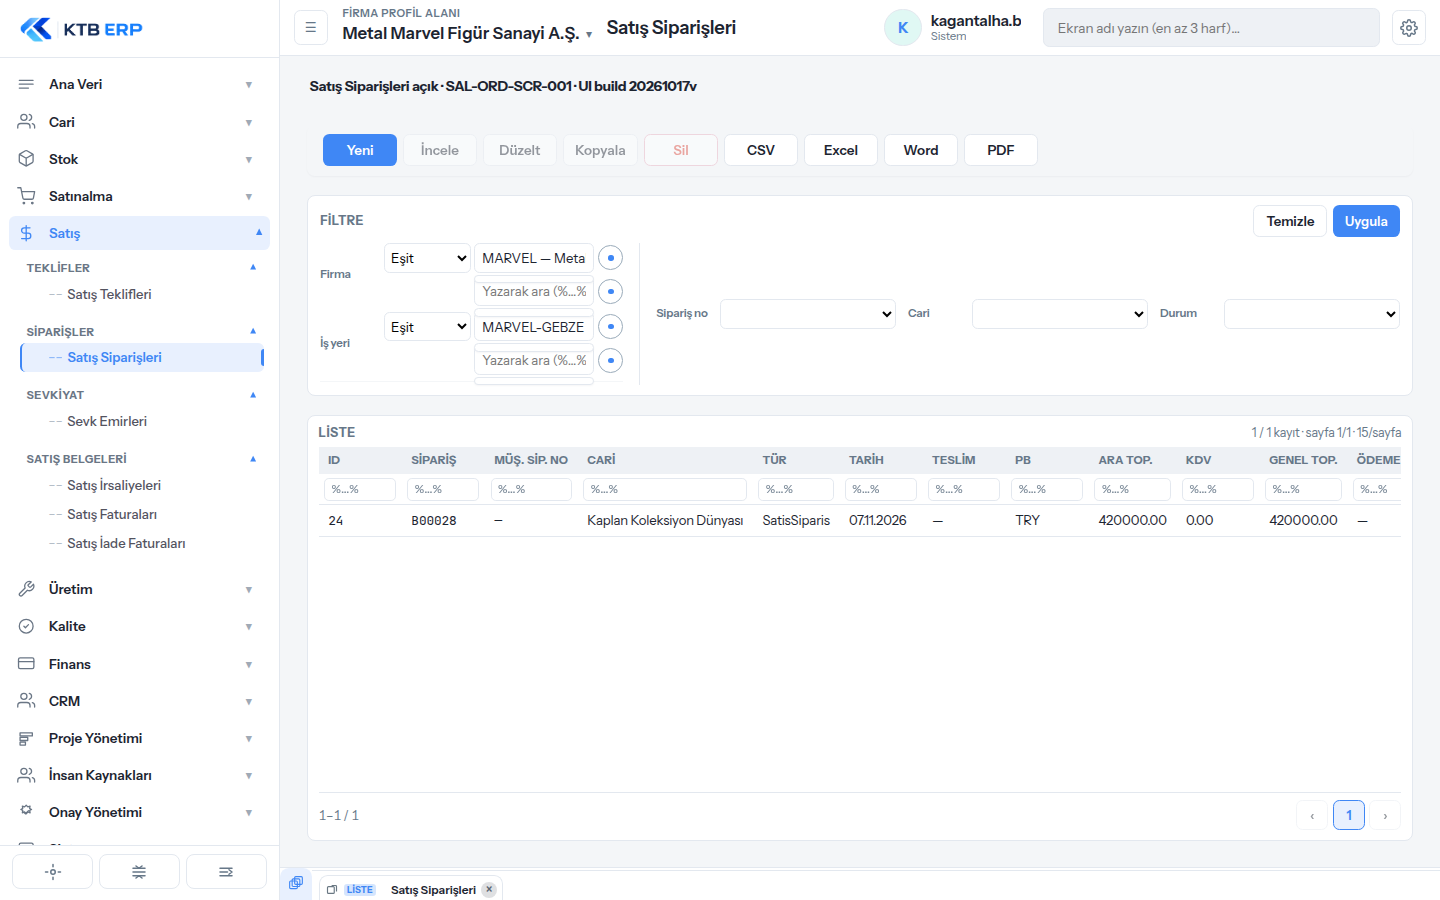 KTB ERP
Ana Veri
Cari
Stok
Satınalma
Satış
TEKLİFLER
-- Satış Teklifleri
SİPARİŞLER
-- Satış Siparişleri
SEVKİYAT
-- Sevk Emirleri
SATIŞ BELGELERİ
-- Satış İrsaliyeleri
-- Satış Faturaları
-- Satış İade Faturaları
Üretim
Kalite
Finans
CRM
Proje Yönetimi
İnsan Kaynakları
Onay Yönetimi
FİRMA PROFİL ALANI
Metal Marvel Figür Sanayi A.Ş. ▾
Satış Siparişleri
K
kagantalha.b
Sistem
Ekran adı yazın (en az 3 harf)...
Satış Siparişleri açık · SAL-ORD-SCR-001 · UI build 20261017v
Yeni İncele Düzelt Kopyala Sil CSV Excel Word PDF
FİLTRE
Temizle Uygula
Firma Eşit MARVEL — Meta
Yazarak ara (%...%
İş yeri Eşit MARVEL-GEBZE
Yazarak ara (%...%
Sipariş no Cari Durum
LİSTE
1 / 1 kayıt · sayfa 1/1 · 15/sayfa
ID SİPARİŞ MÜŞ. SİP. NO CARİ TÜR TARİH TESLİM PB ARA TOP. KDV GENEL TOP. ÖDEME
%...% %...% %...% %...% %...% %...% %...% %...% %...% %...% %...% %...%
24 B00028 — Kaplan Koleksiyon Dünyası SatisSiparis 07.11.2026 — TRY 420000.00 0.00 420000.00 —
1–1 / 1
‹ 1 ›
LİSTE Satış Siparişleri ×